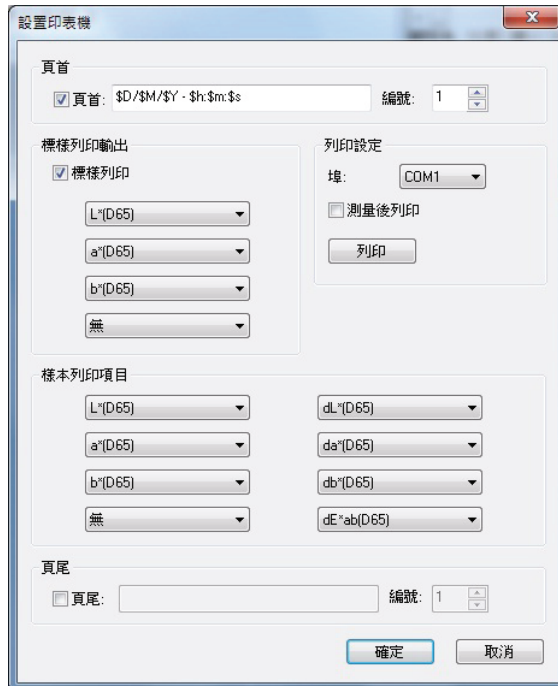 設置印表機
頁首
頁首: $D/$M/$Y - $h:$m:$s 編號: 1
標樣列印輸出
標樣列印
L*(D65)
a*(D65)
b*(D65)
無
列印設定
埠: COM1
測量後列印
列印
樣本列印項目
L*(D65) dL*(D65)
a*(D65) da*(D65)
b*(D65) db*(D65)
無 dE*ab(D65)
頁尾
頁尾: 編號: 1
確定 取消